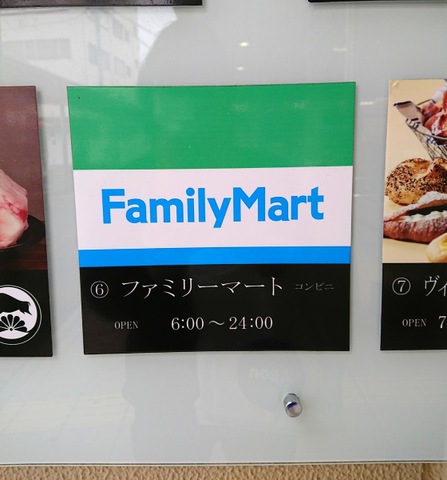 FamilyMart
⑥ ファミリーマート コンビニ
OPEN 6:00～24:00
⑦ ヴィ
OPEN 7